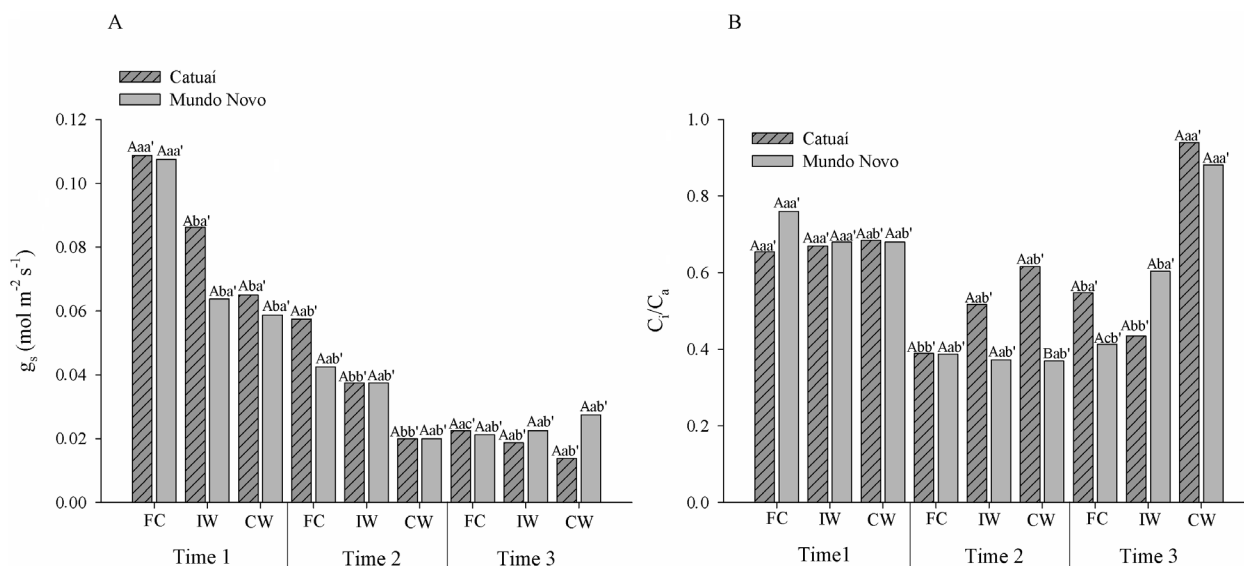 A
Catuaí
Mundo Novo
0.12
0.10
0.08
0.06
0.04
0.02
0.00
gs (mol m-2 s-1)
Aaa' Aaa'
Aba'
Aba'
Aba'
Aba'
Aab'
Aab'
Abb' Aab'
Abb' Aab'
Aac' Aab'
Aab' Aab'
Aab'
Aab'
FC IW CW FC IW CW FC IW CW
Time 1 Time 2 Time 3
B
Catuaí
Mundo Novo
1.0
0.8
0.6
0.4
0.2
0.0
Ci/Ca
Aaa'
Aaa'
Aaa' Aaa'
Aab' Aab'
Abb' Aab'
Aab'
Aab'
Aab'
Bab'
Aba'
Acb'
Abb'
Aba'
Aaa'
Aaa'
FC IW CW FC IW CW FC IW CW
Time1 Time 2 Time 3